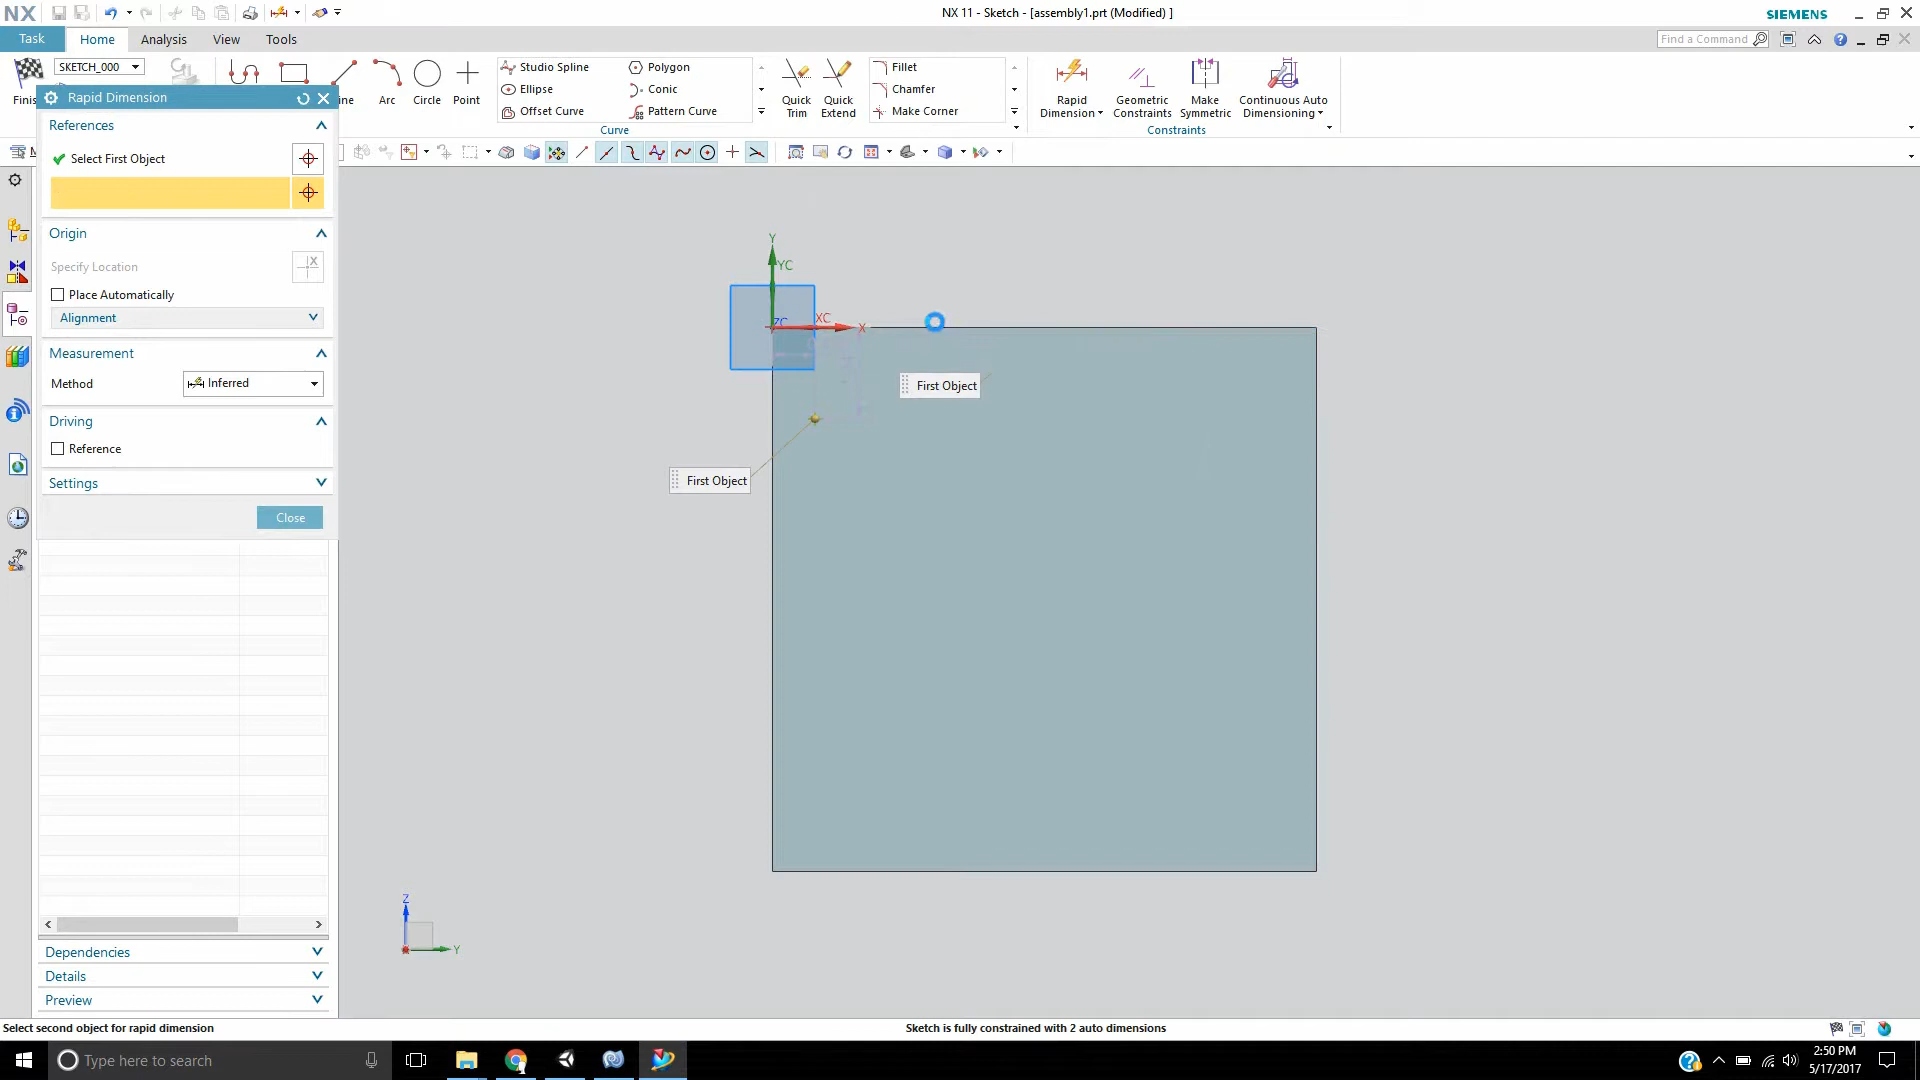 NX
NX 11 - Sketch - [assembly1.prt (Modified) ]
SIEMENS
Task
Home
Analysis
View
Tools
Find a Command
SKETCH_000
Arc
Circle
Point
Studio Spline
Ellipse
Offset Curve
Polygon
Conic
Pattern Curve
Curve
Quick Trim
Quick Extend
Fillet
Chamfer
Make Corner
Rapid Dimension
Geometric Constraints
Make Symmetric
Continuous Auto Dimensioning
Constraints
Rapid Dimension
References
Select First Object
Origin
Specify Location
Place Automatically
Alignment
Measurement
Method
Inferred
Driving
Reference
Settings
Close
Y
YC
ZC
XC
X
First Object
First Object
Z
Y
Dependencies
Details
Preview
Select second object for rapid dimension
Sketch is fully constrained with 2 auto dimensions
Type here to search
2:50 PM
5/17/2017